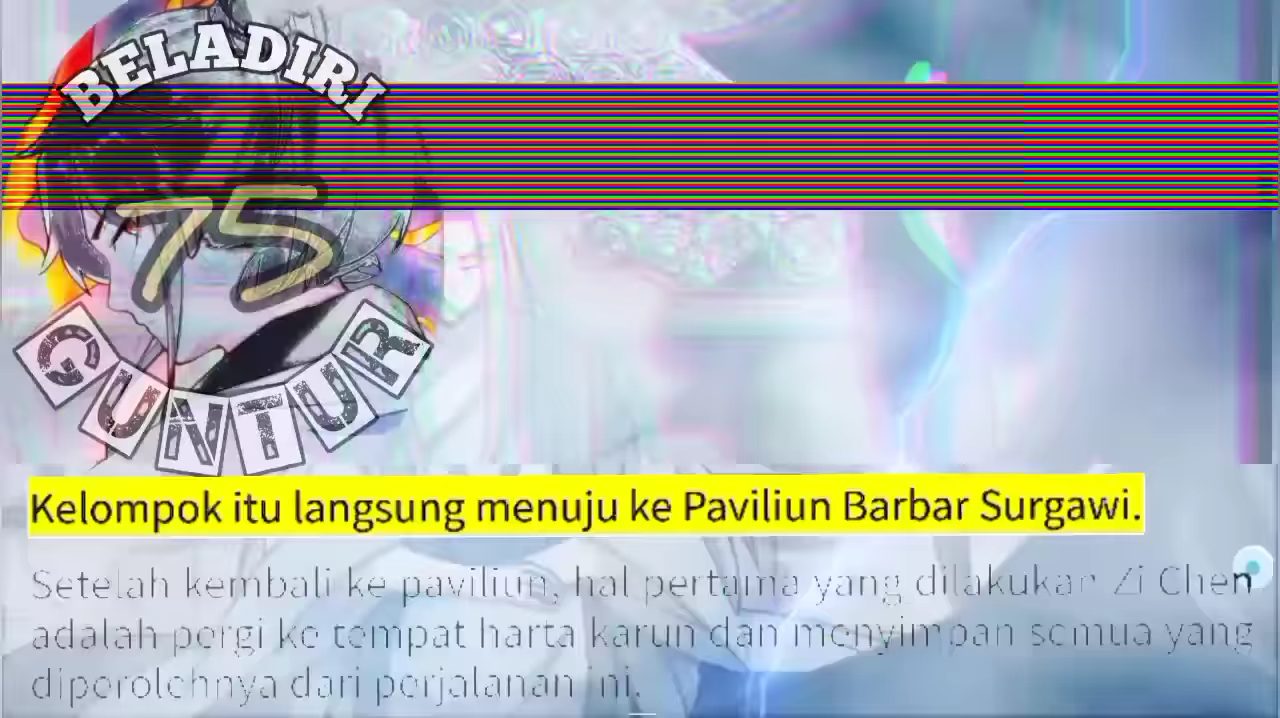 BELADIRI
75
GUNTUR
Kelompok itu langsung menuju ke Paviliun Barbar Surgawi.
Setelah kembali ke paviliun, hal pertama yang dilakukan Zi Chen
adalah pergi ke tempat harta karun dan menyimpan semua yang
diperolehnya dari perjalanan ini.